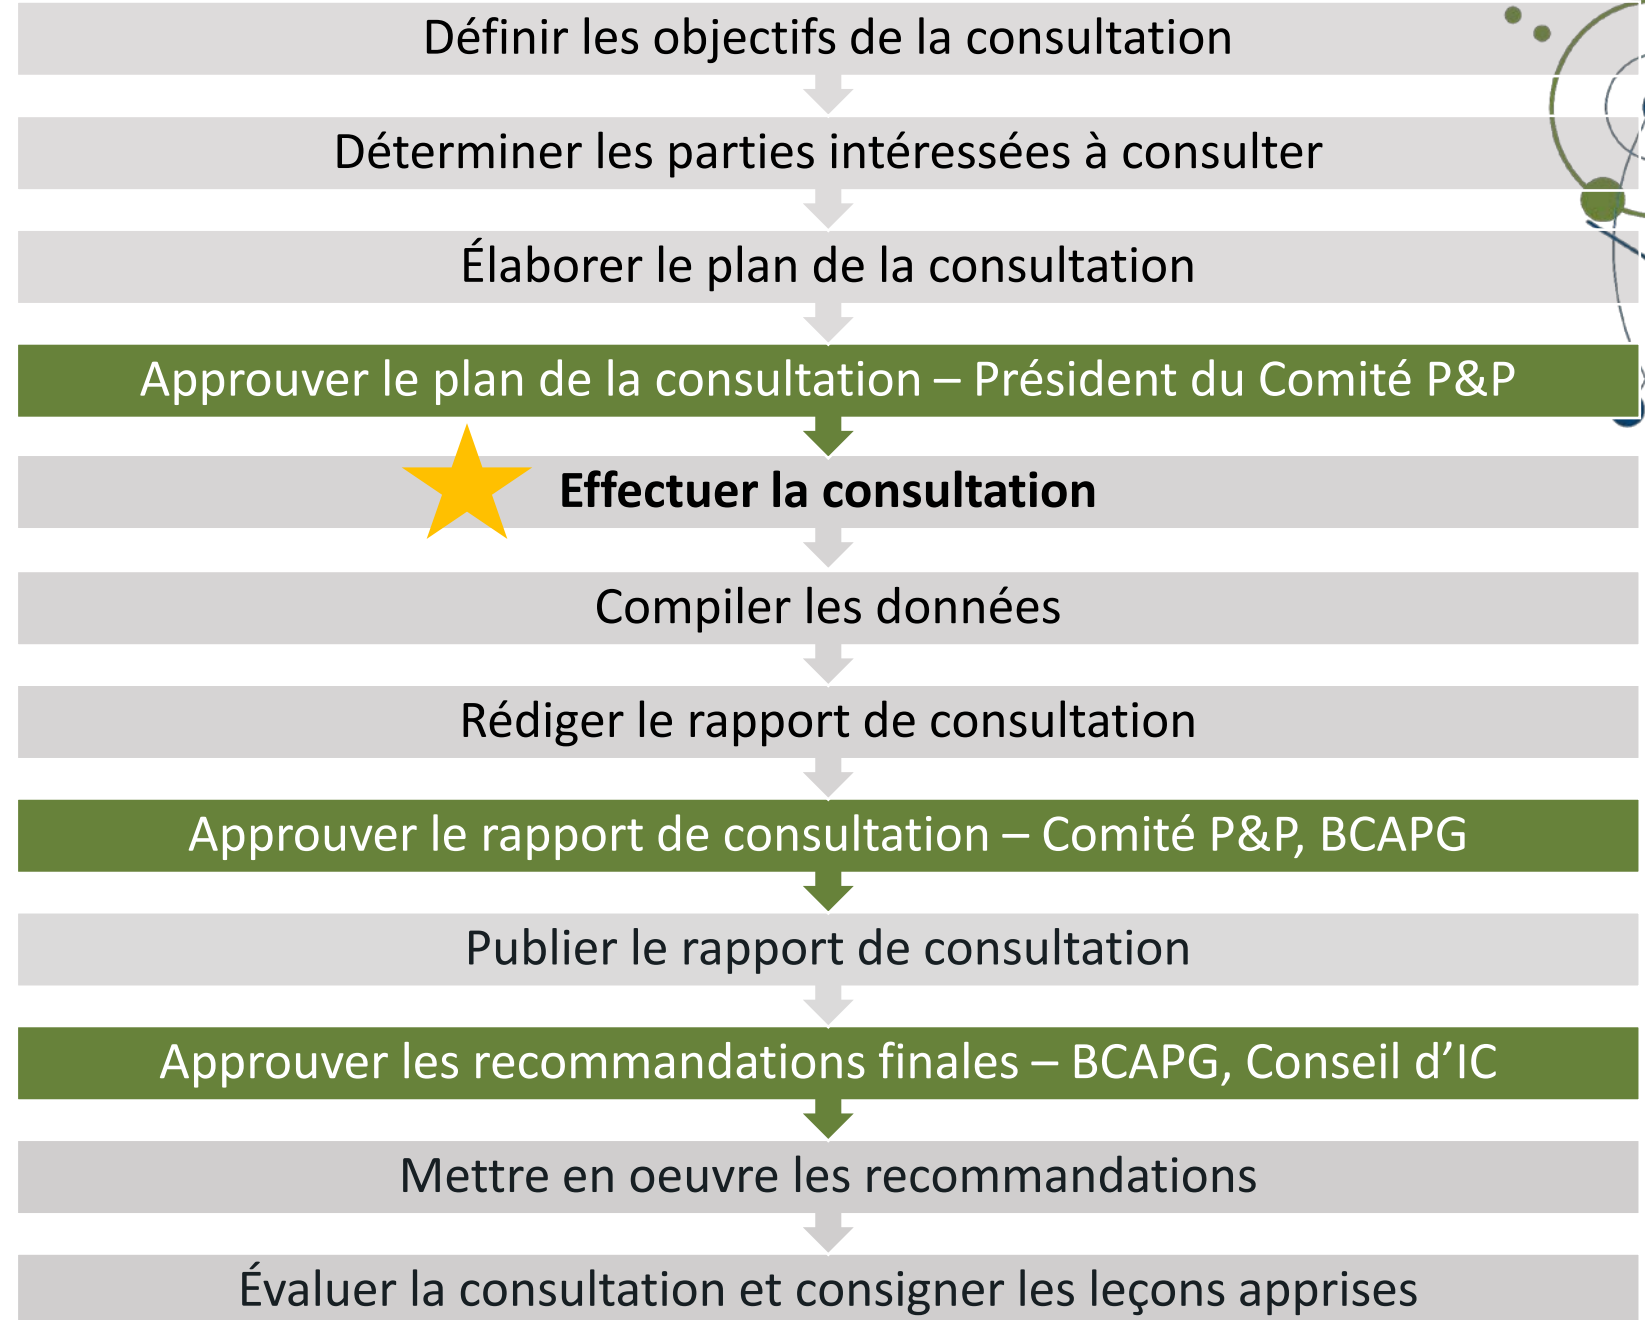 Définir les objectifs de la consultation
Déterminer les parties intéressées à consulter
Élaborer le plan de la consultation
Approuver le plan de la consultation – Président du Comité P&P
Effectuer la consultation
Compiler les données
Rédiger le rapport de consultation
Approuver le rapport de consultation – Comité P&P, BCAPG
Publier le rapport de consultation
Approuver les recommandations finales – BCAPG, Conseil d’IC
Mettre en oeuvre les recommandations
Évaluer la consultation et consigner les leçons apprises